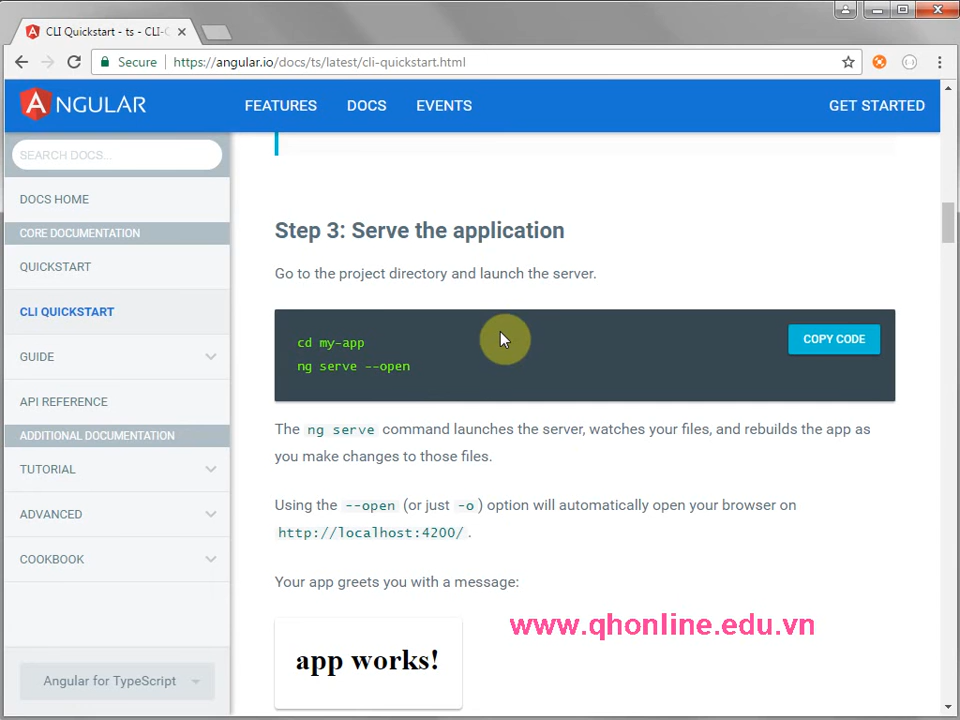 CLI Quickstart - ts - CLI-Q
Secure https://angular.io/docs/ts/latest/cli-quickstart.html
ANGULAR
FEATURES DOCS EVENTS GET STARTED
SEARCH DOCS...
DOCS HOME
CORE DOCUMENTATION
QUICKSTART
CLI QUICKSTART
GUIDE
API REFERENCE
ADDITIONAL DOCUMENTATION
TUTORIAL
ADVANCED
COOKBOOK
Angular for TypeScript
Step 3: Serve the application
Go to the project directory and launch the server.
cd my-app
ng serve --open
COPY CODE
The ng serve command launches the server, watches your files, and rebuilds the app as
you make changes to those files.
Using the --open (or just -o) option will automatically open your browser on
http://localhost:4200/.
Your app greets you with a message:
app works!
www.qhonline.edu.vn